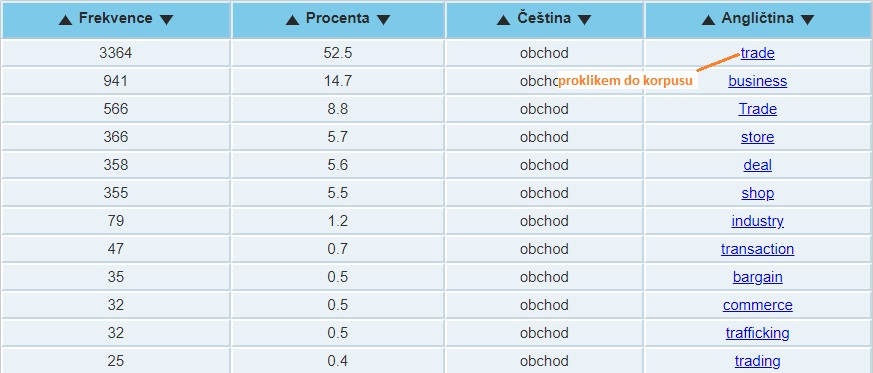 ▲ Frekvence ▼ ▲ Procenta ▼ ▲ Čeština ▼ ▲ Angličtina ▼
3364 52.5 obchod trade
941 14.7 obchod business
proklikem do korpusu
566 8.8 obchod Trade
366 5.7 obchod store
358 5.6 obchod deal
355 5.5 obchod shop
79 1.2 obchod industry
47 0.7 obchod transaction
35 0.5 obchod bargain
32 0.5 obchod commerce
32 0.5 obchod trafficking
25 0.4 obchod trading